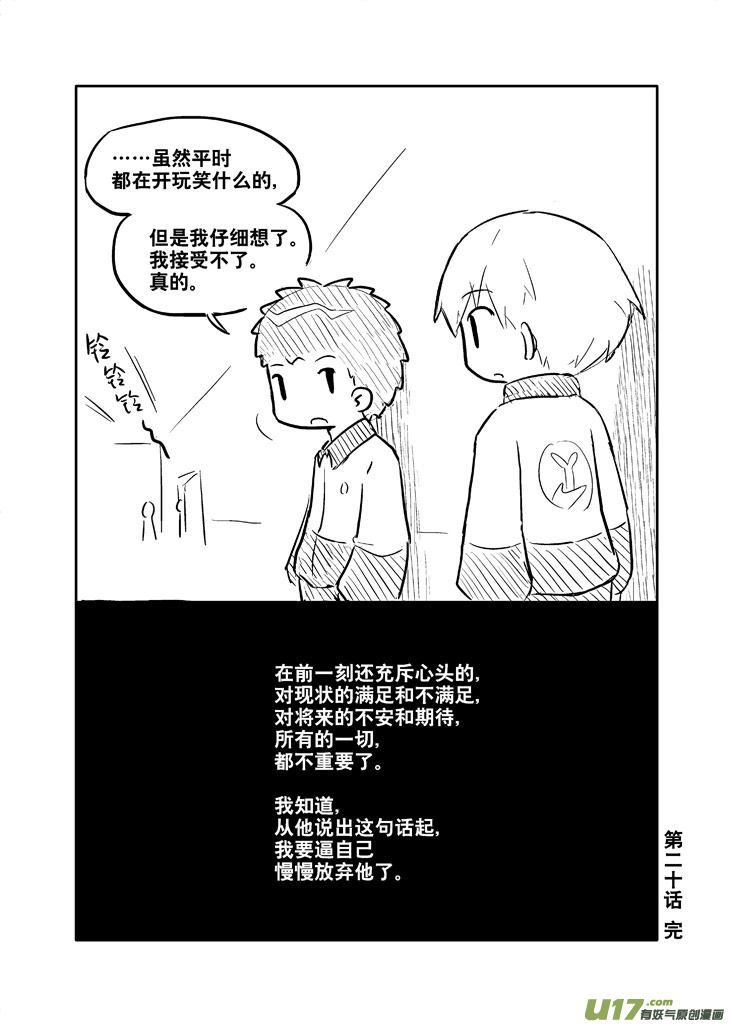 ……虽然平时
都在开玩笑什么的,
但是我仔细想了。
我接受不了。
真的。
铃
铃
铃
在前一刻还充斥心头的,
对现状的满足和不满足,
对将来的不安和期待,
所有的一切,
都不重要了。
我知道,
从他说出这句话起,
我要逼自己
慢慢放弃他了。
第二十话 完
U17.com
有妖气原创漫画